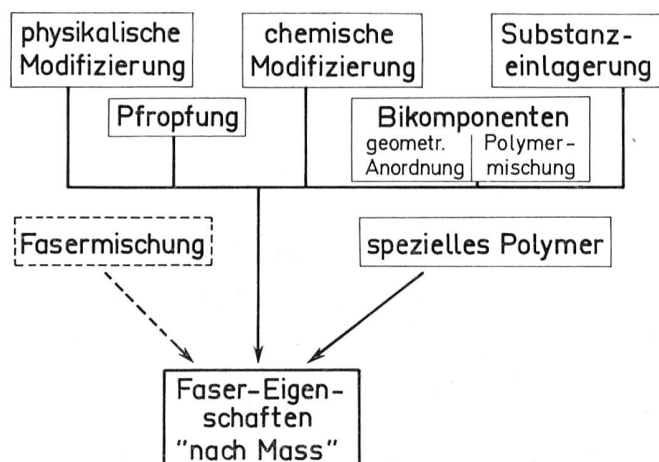 physikalische
Modifizierung
chemische
Modifizierung
Substanz-
einlagerung
Pfropfung
Bikomponenten
geometr.
Anordnung
Polymer-
mischung
Fasermischung
spezielles Polymer
Faser-Eigen-
schaften
"nach Mass"